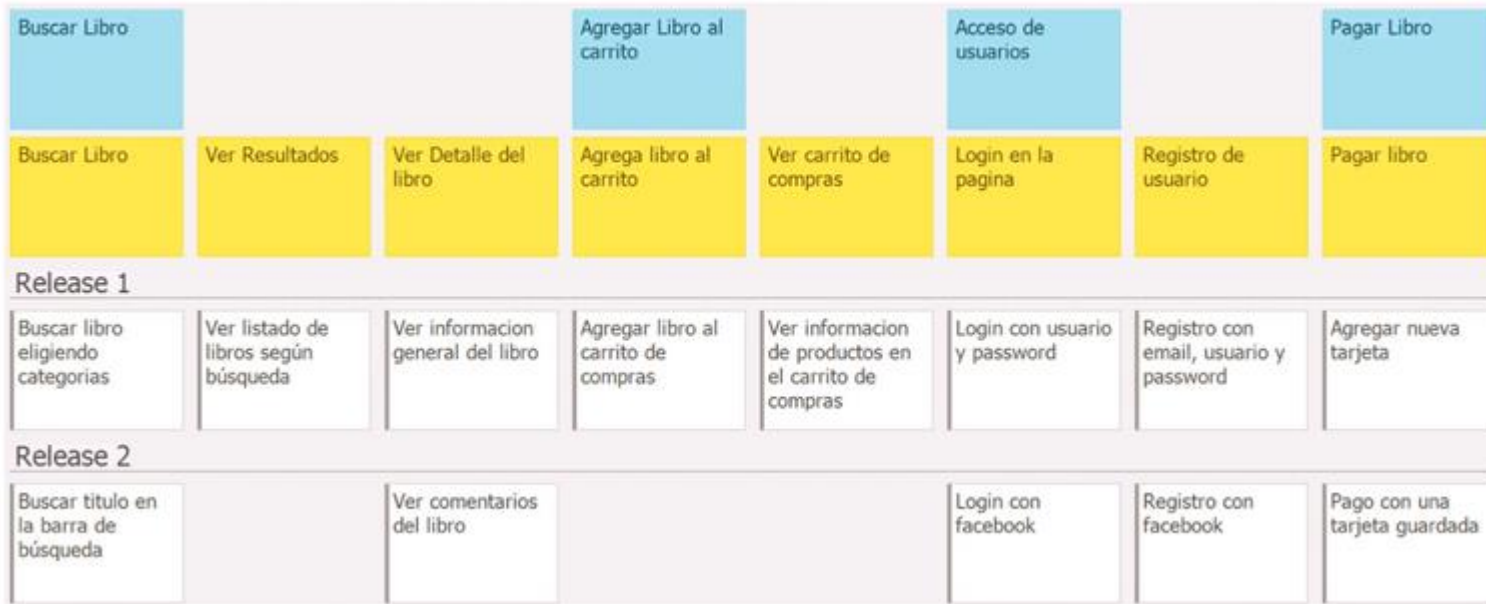 Buscar Libro
Agregar Libro al
carrito
Acceso de
usuarios
Pagar Libro
Buscar Libro
Ver Resultados
Ver Detalle del
libro
Agrega libro al
carrito
Ver carrito de
compras
Login en la
pagina
Registro de
usuario
Pagar libro
Release 1
Buscar libro
eligiendo
categorias
Ver listado de
libros según
búsqueda
Ver informacion
general del libro
Agregar libro al
carrito de
compras
Ver informacion
de productos en
el carrito de
compras
Login con usuario
y password
Registro con
email, usuario y
password
Agregar nueva
tarjeta
Release 2
Buscar titulo en
la barra de
búsqueda
Ver comentarios
del libro
Login con
facebook
Registro con
facebook
Pago con una
tarjeta guardada